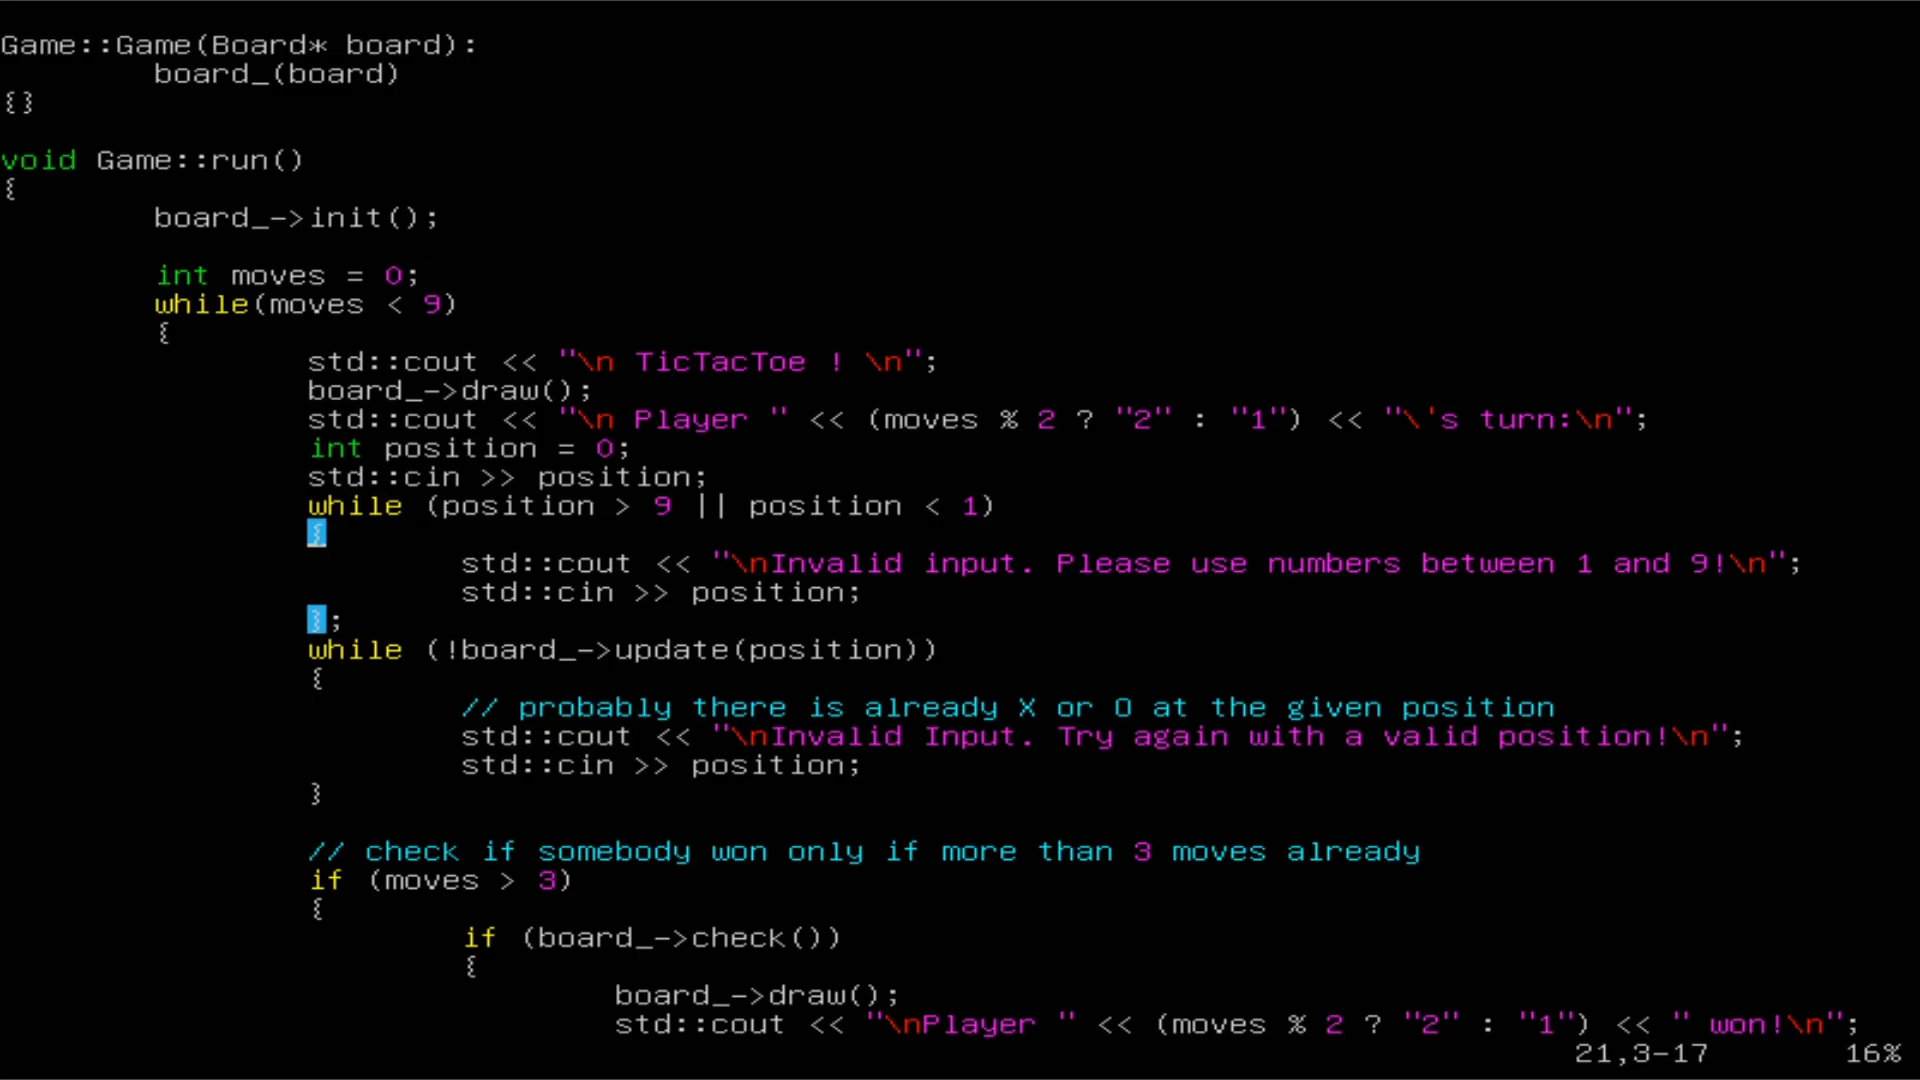 Game::Game(Board* board):
        board_(board)
{}

void Game::run()
{
        board_->init();

        int moves = 0;
        while(moves < 9)
        {
                std::cout << "\n TicTacToe ! \n";
                board_->draw();
                std::cout << "\n Player " << (moves % 2 ? "2" : "1") << "\'s turn:\n";
                int position = 0;
                std::cin >> position;
                while (position > 9 || position < 1)
                {
                        std::cout << "\nInvalid input. Please use numbers between 1 and 9!\n";
                        std::cin >> position;
                };
                while (!board_->update(position))
                {
                        // probably there is already X or O at the given position
                        std::cout << "\nInvalid Input. Try again with a valid position!\n";
                        std::cin >> position;
                }

                // check if somebody won only if more than 3 moves already
                if (moves > 3)
                {
                        if (board_->check())
                        {
                                board_->draw();
                                std::cout << "\nPlayer " << (moves % 2 ? "2" : "1") << " won!\n";
21,3-17 16%